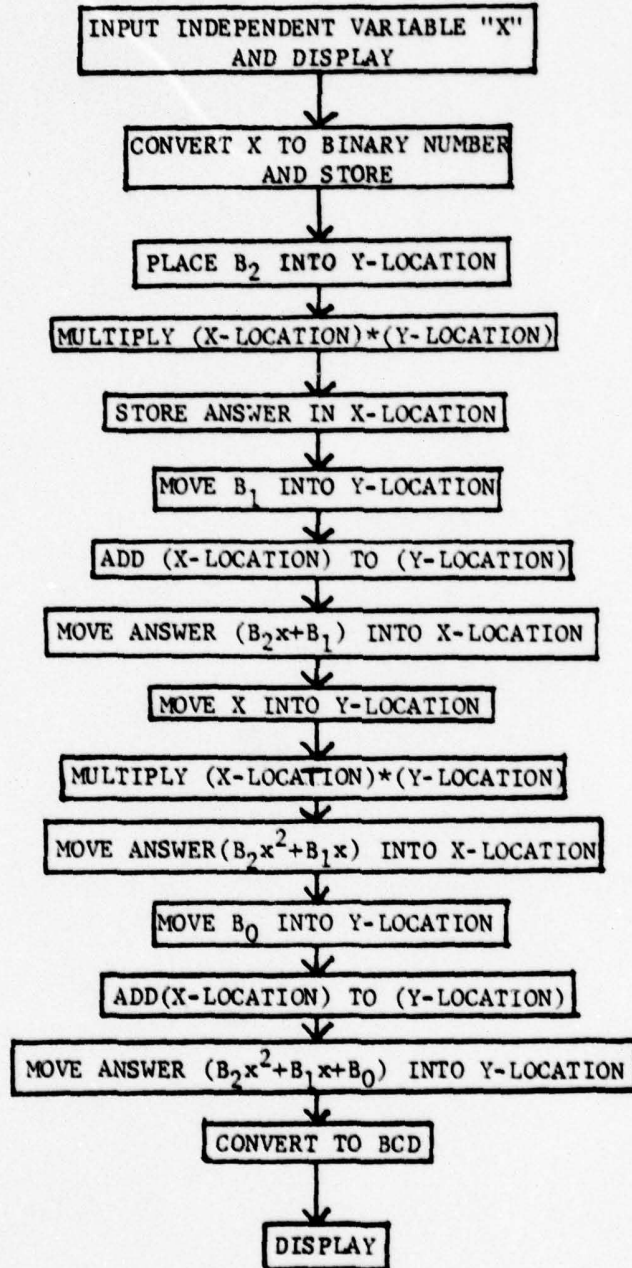 INPUT INDEPENDENT VARIABLE "X"
AND DISPLAY
CONVERT X TO BINARY NUMBER
AND STORE
PLACE B₂ INTO Y-LOCATION
MULTIPLY (X-LOCATION)*(Y-LOCATION)
STORE ANSWER IN X-LOCATION
MOVE B₁ INTO Y-LOCATION
ADD (X-LOCATION) TO (Y-LOCATION)
MOVE ANSWER (B₂x+B₁) INTO X-LOCATION
MOVE X INTO Y-LOCATION
MULTIPLY (X-LOCATION)*(Y-LOCATION)
MOVE ANSWER(B₂x²+B₁x) INTO X-LOCATION
MOVE B₀ INTO Y-LOCATION
ADD(X-LOCATION) TO (Y-LOCATION)
MOVE ANSWER (B₂x²+B₁x+B₀) INTO Y-LOCATION
CONVERT TO BCD
DISPLAY